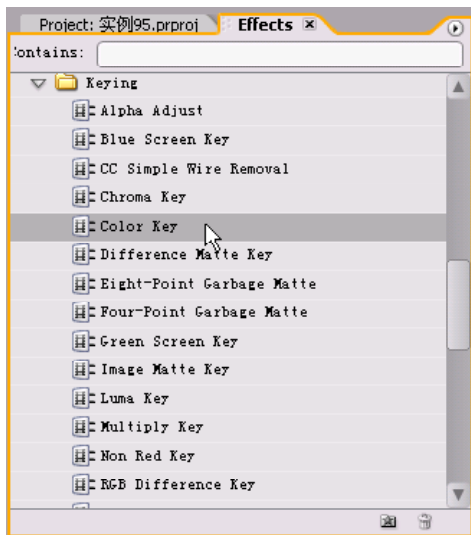 Project: 实例95.prproj Effects
ontains:
Keying
Alpha Adjust
Blue Screen Key
CC Simple Wire Removal
Chroma Key
Color Key
Difference Matte Key
Eight-Point Garbage Matte
Four-Point Garbage Matte
Green Screen Key
Image Matte Key
Luma Key
Multiply Key
Non Red Key
RGB Difference Key